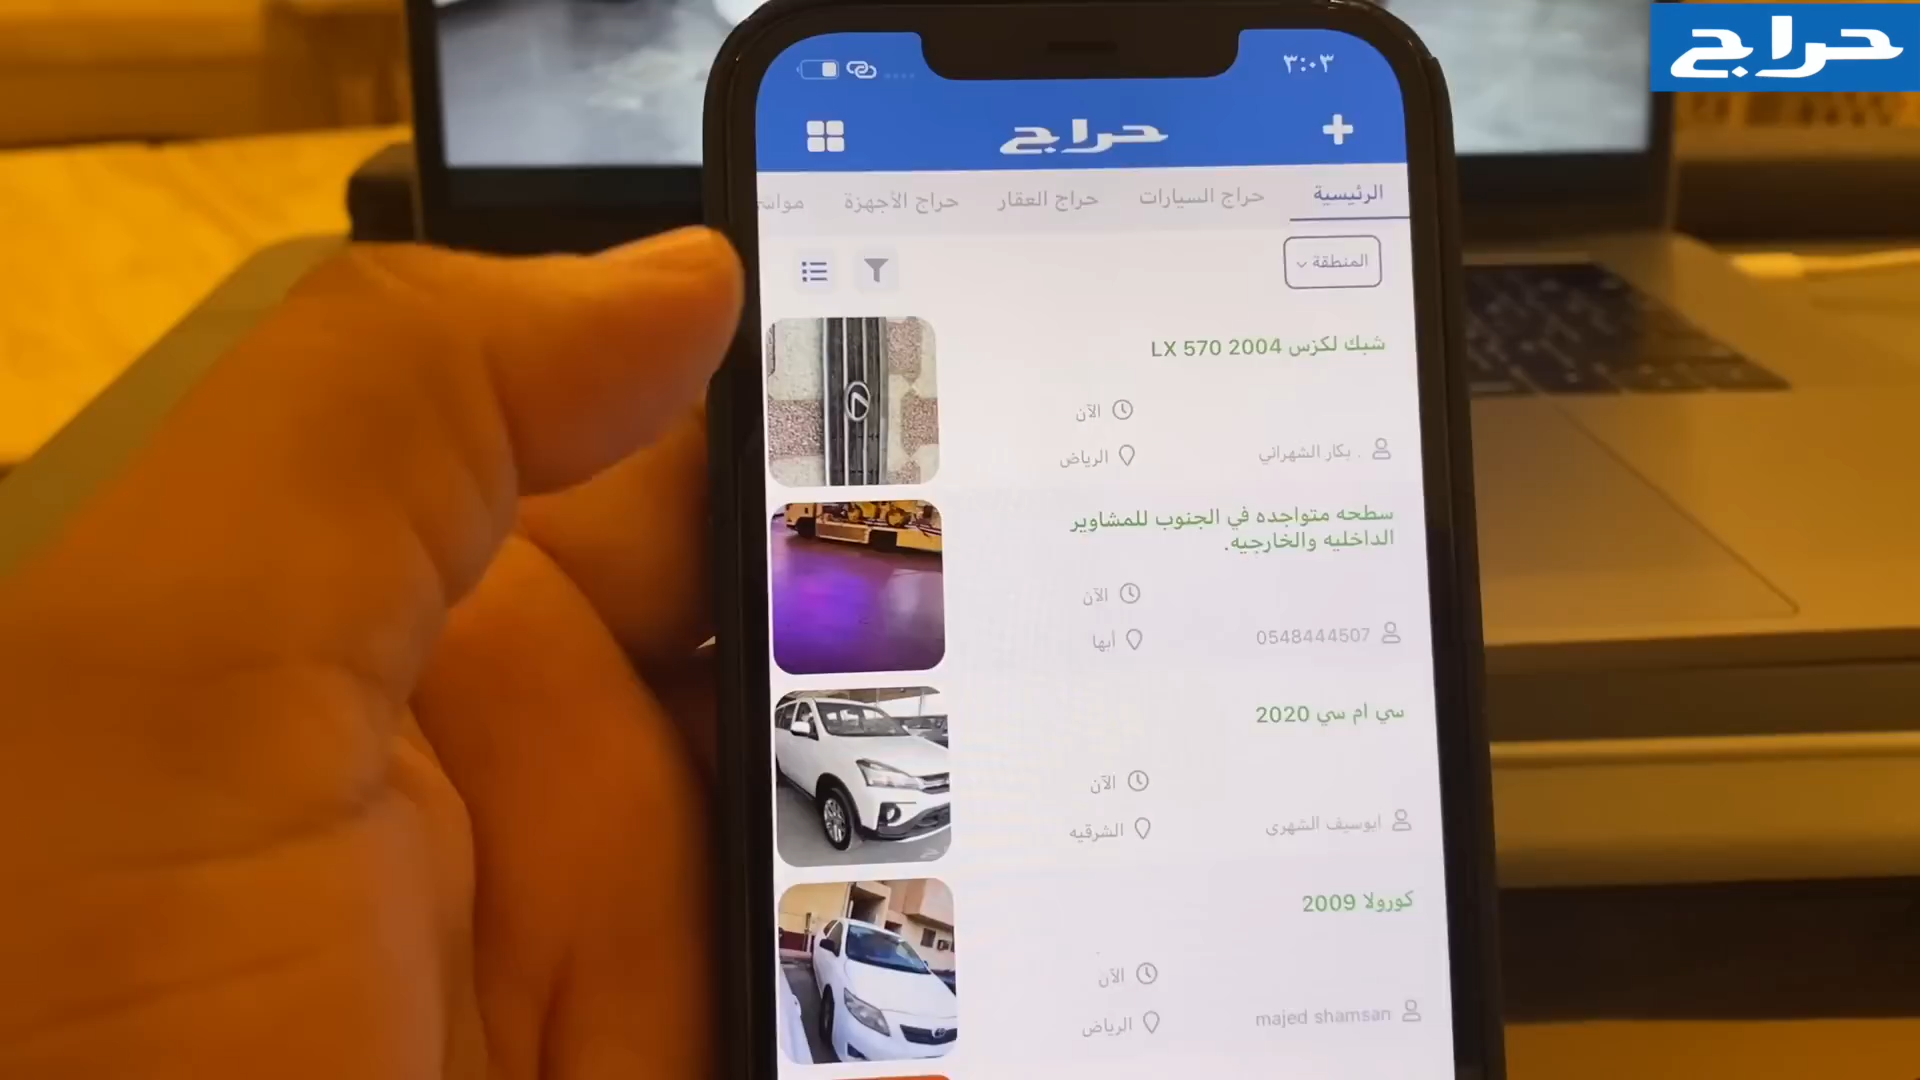 حراج
٣:٠٣
حراج
الرئيسية
حراج السيارات
حراج العقار
حراج الأجهزة
المنطقة
شبك لكزس LX 570 2004
الآن
. بكار الشهراني
الرياض
سطحه متواجده في الجنوب للمشاوير
الداخليه والخارجيه.
الآن
0548444507
أبها
سي ام سي 2020
الآن
ابوسيف الشهري
الشرقيه
كورولا 2009
الآن
majed shamsan
الرياض